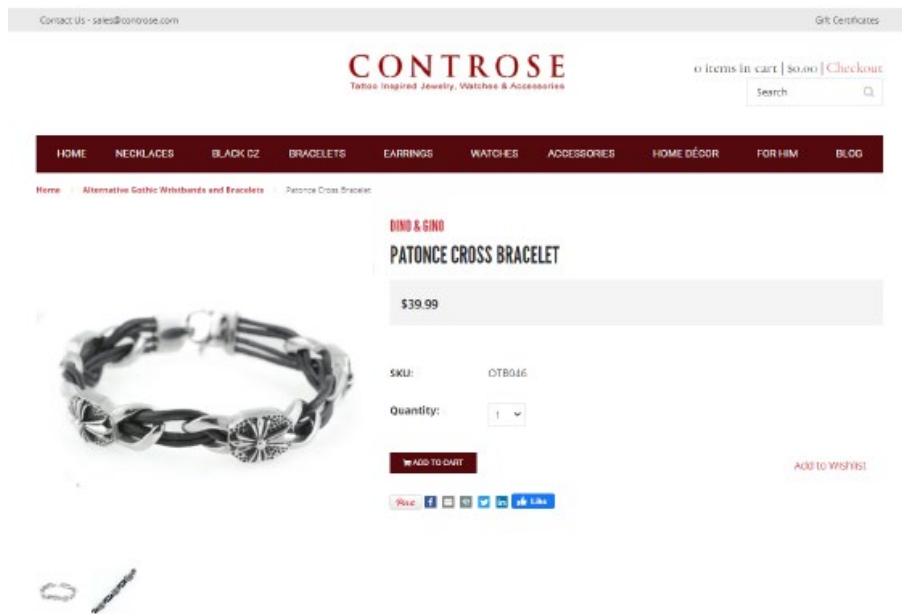 Contact Us - sales@controse.com
Gift Certificates
CONTROSE
Tattoo Inspired Jewelry, Watches & Accessories
0 items in cart | $0.00 | Checkout
Search
HOME NECKLACES BLACK CZ BRACELETS EARRINGS WATCHES ACCESSORIES HOME DÉCOR FOR HIM BLOG
Home Alternative Gothic Wristbands and Bracelets Patonce Cross Bracelet
DINO & GINO
PATONCE CROSS BRACELET
$39.99
SKU: OTB046
Quantity: 1
ADD TO CART
Add to Wishlist
Pin it
Like